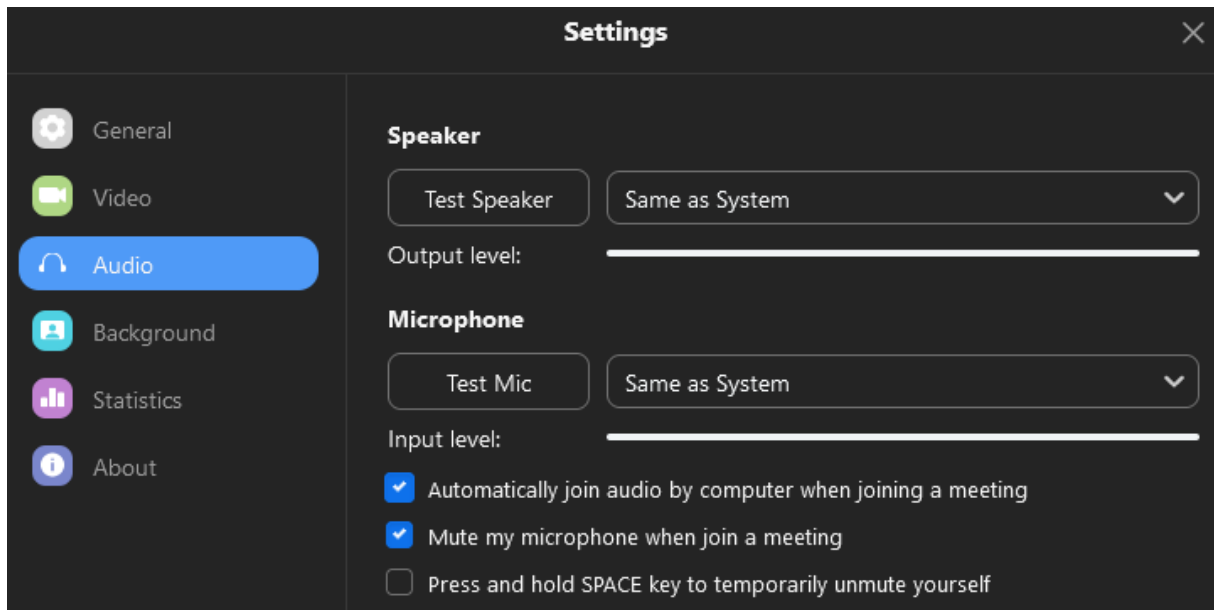 Settings
General
Video
Audio
Background
Statistics
About
Speaker
Test Speaker
Same as System
Output level:
Microphone
Test Mic
Same as System
Input level:
Automatically join audio by computer when joining a meeting
Mute my microphone when join a meeting
Press and hold SPACE key to temporarily unmute yourself